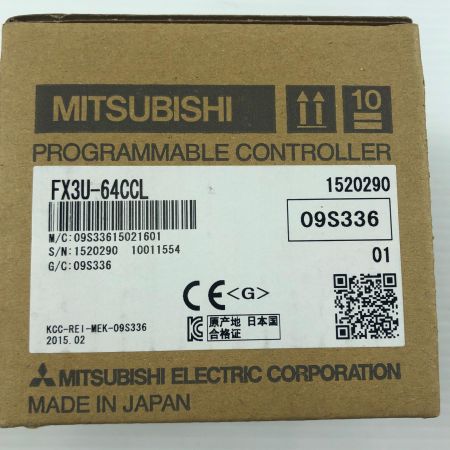 MITSUBISHI
10
PROGRAMMABLE CONTROLLER
FX3U-64CCL 1520290
M/C:09S33615021601 09S336
S/N:1520290 10011554
G/C:09S336 01
CE<G>
原产地 日本国
合格证
KCC-REI-MEK-09S336
2015.02
MITSUBISHI ELECTRIC CORPORATION
MADE IN JAPAN